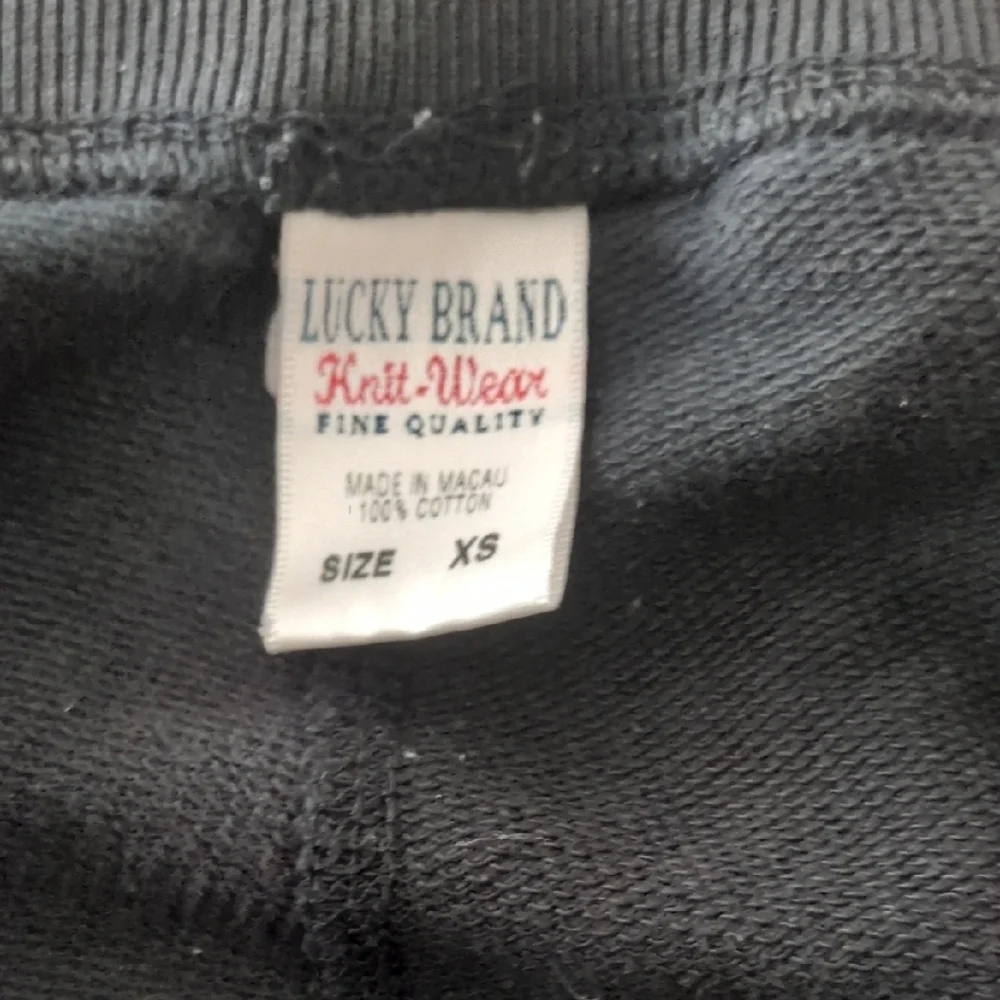 LUCKY BRAND
Knit-Wear
FINE QUALITY
MADE IN MACAU
100% COTTON
SIZE XS